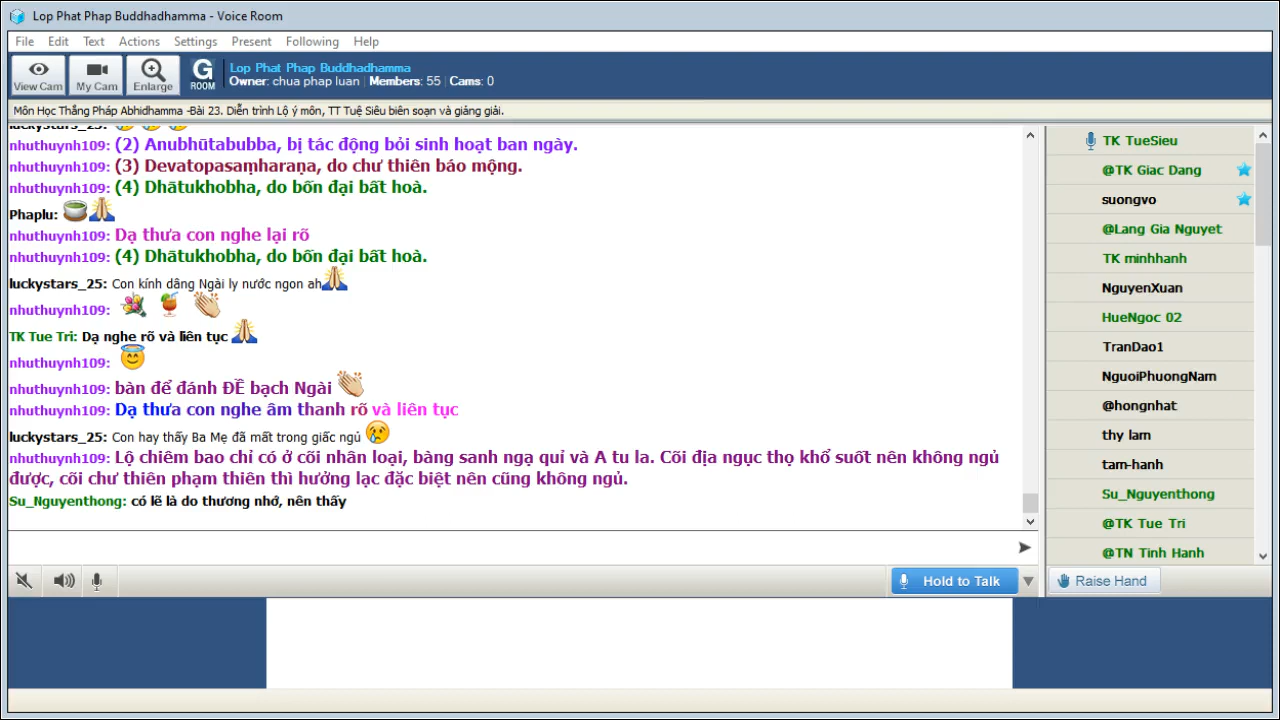 Lop Phat Phap Buddhadhamma - Voice Room
File Edit Text Actions Settings Present Following Help
View Cam My Cam Enlarge G ROOM
Lop Phat Phap Buddhadhamma
Owner: chua phap luan Members: 55 Cams: 0
Môn Học Thắng Pháp Abhidhamma -Bài 23. Diễn trình Lộ ý môn, TT Tuệ Siêu biên soạn và giảng giải.
luckystars_25:
nhuthuynh109: (2) Anubhūtabubba, bị tác động bỏi sinh hoạt ban ngày.
nhuthuynh109: (3) Devatopasaṃharaṇa, do chư thiên báo mộng.
nhuthuynh109: (4) Dhātukhobha, do bốn đại bất hoà.
Phaplu:
nhuthuynh109: Dạ thưa con nghe lại rõ
nhuthuynh109: (4) Dhātukhobha, do bốn đại bất hoà.
luckystars_25: Con kính dâng Ngài ly nước ngon ah
nhuthuynh109:
TK Tue Tri: Dạ nghe rõ và liên tục
nhuthuynh109:
nhuthuynh109: bàn để đánh ĐỀ bạch Ngài
nhuthuynh109: Dạ thưa con nghe âm thanh rõ và liên tục
luckystars_25: Con hay thấy Ba Mẹ đã mất trong giấc ngủ
nhuthuynh109: Lộ chiêm bao chỉ có ở cõi nhân loại, bàng sanh ngạ quỉ và A tu la. Cõi địa ngục thọ khổ suốt nên không ngủ
được, cõi chư thiên phạm thiên thì hưởng lạc đặc biệt nên cũng không ngủ.
Su_Nguyenthong: có lẽ là do thương nhớ, nên thấy
Hold to Talk
TK TueSieu
@TK Giac Dang
suongvo
@Lang Gia Nguyet
TK minhhanh
NguyenXuan
HueNgoc 02
TranDao1
NguoiPhuongNam
@hongnhat
thy lam
tam-hanh
Su_Nguyenthong
@TK Tue Tri
@TN Tinh Hanh
Raise Hand